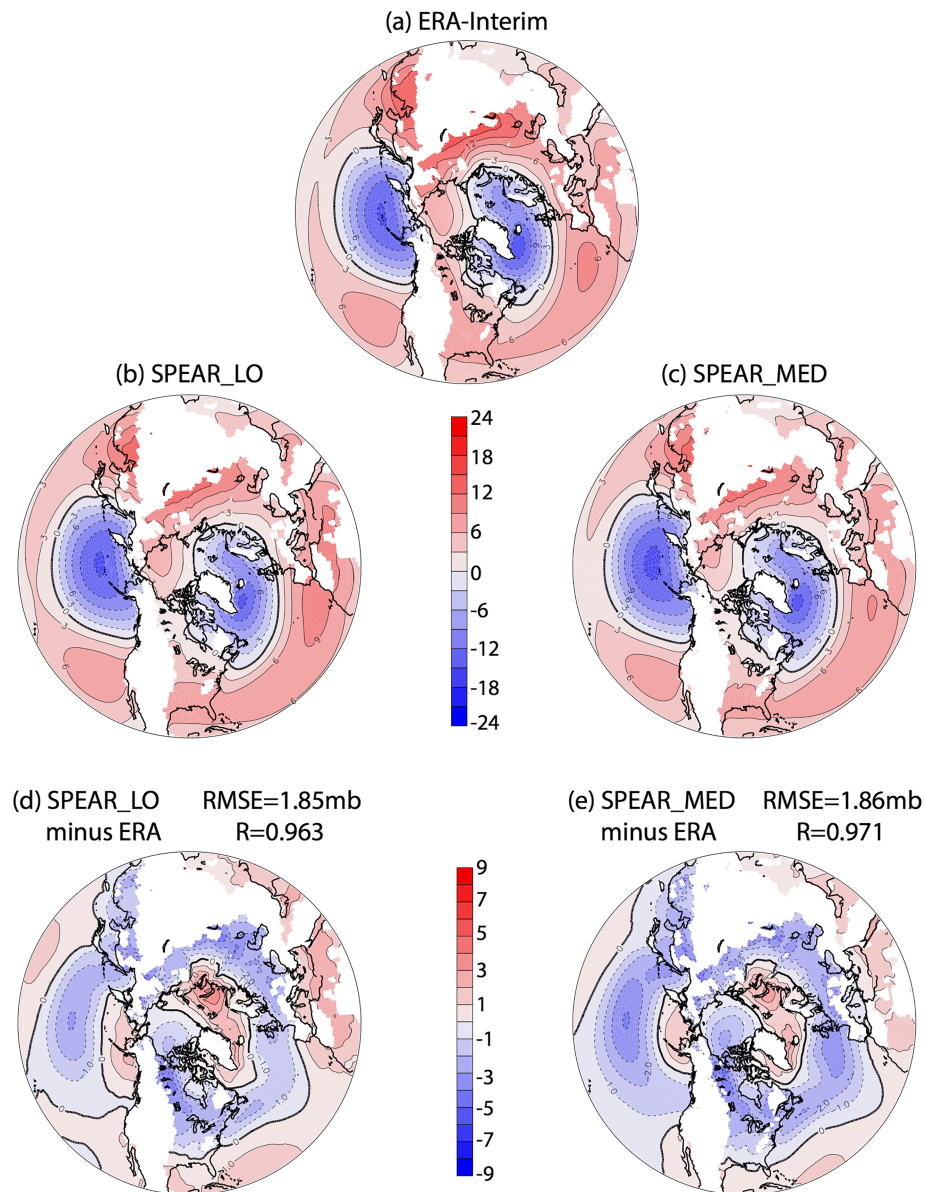 (a) ERA-Interim
(b) SPEAR_LO
(c) SPEAR_MED
24
18
12
6
0
-6
-12
-18
-24
(d) SPEAR_LO RMSE=1.85mb
minus ERA R=0.963
(e) SPEAR_MED RMSE=1.86mb
minus ERA R=0.971
9
7
5
3
1
-1
-3
-5
-7
-9